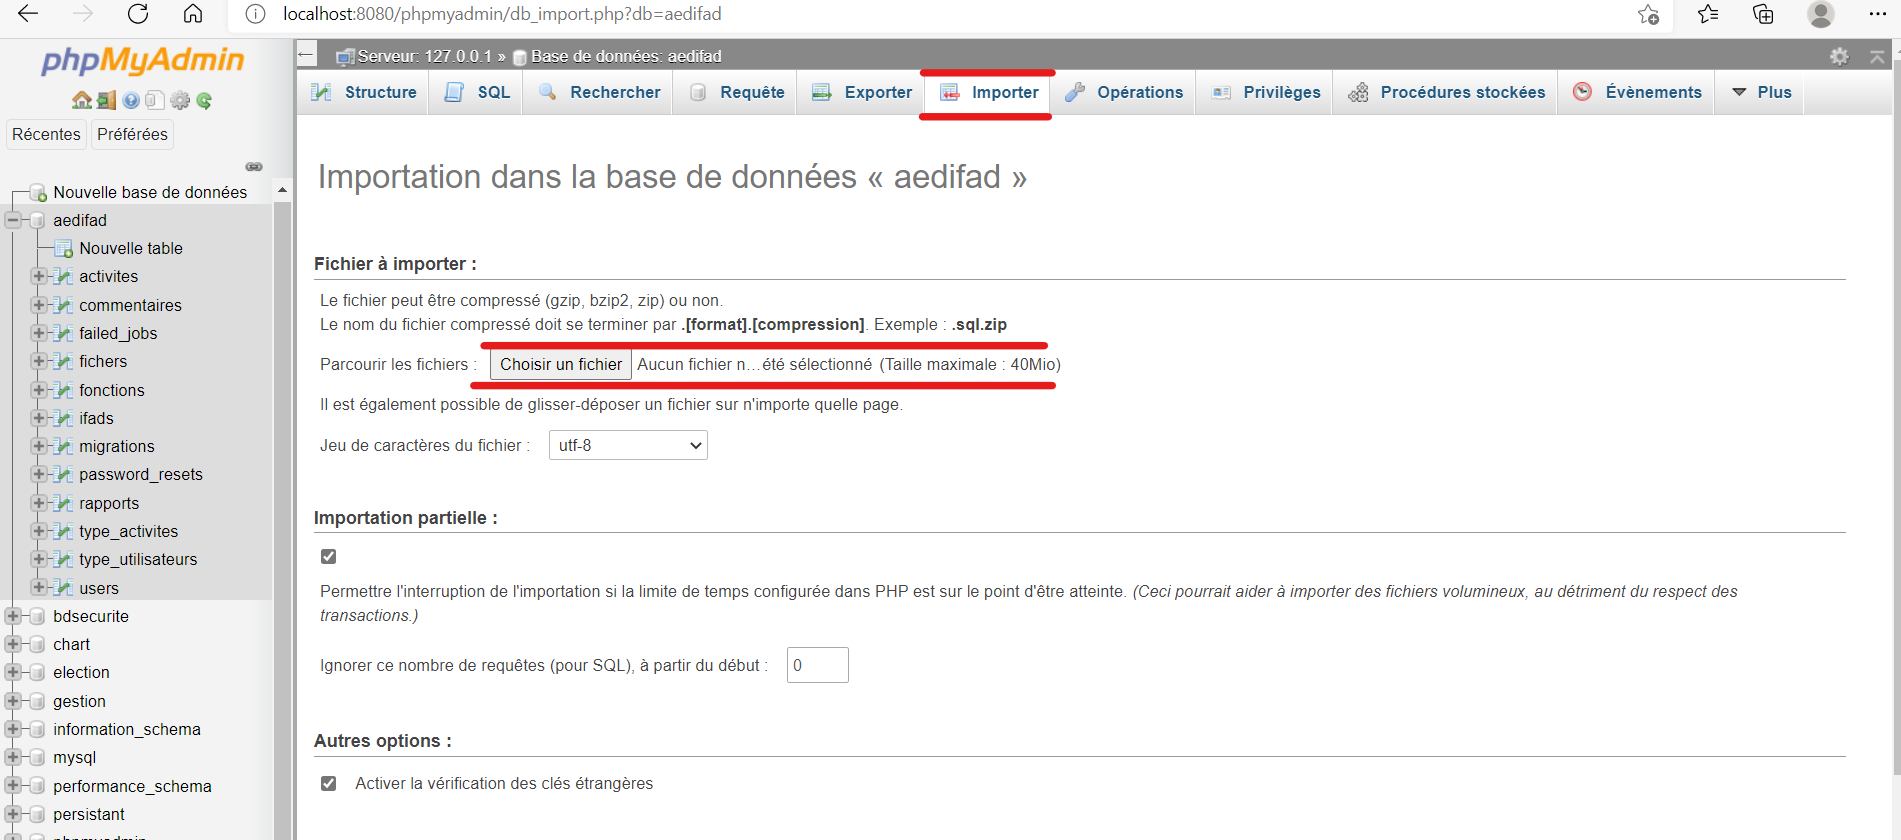 localhost:8080/phpmyadmin/db_import.php?db=aedifad
phpMyAdmin
Récentes
Préférées
Nouvelle base de données
aedifad
Nouvelle table
activites
commentaires
failed_jobs
fichers
fonctions
ifads
migrations
password_resets
rapports
type_activites
type_utilisateurs
users
bdsecurite
chart
election
gestion
information_schema
mysql
performance_schema
persistant
Serveur: 127.0.0.1 » Base de données: aedifad
Structure SQL Rechercher Requête Exporter Importer Opérations Privilèges Procédures stockées Évènements Plus
Importation dans la base de données « aedifad »
Fichier à importer :
Le fichier peut être compressé (gzip, bzip2, zip) ou non.
Le nom du fichier compressé doit se terminer par .[format].[compression]. Exemple : .sql.zip
Parcourir les fichiers : Choisir un fichier Aucun fichier n...été sélectionné (Taille maximale : 40Mio)
Il est également possible de glisser-déposer un fichier sur n'importe quelle page.
Jeu de caractères du fichier : utf-8
Importation partielle :
Permettre l'interruption de l'importation si la limite de temps configurée dans PHP est sur le point d'être atteinte. (Ceci pourrait aider à importer des fichiers volumineux, au détriment du respect des
transactions.)
Ignorer ce nombre de requêtes (pour SQL), à partir du début : 0
Autres options :
Activer la vérification des clés étrangères